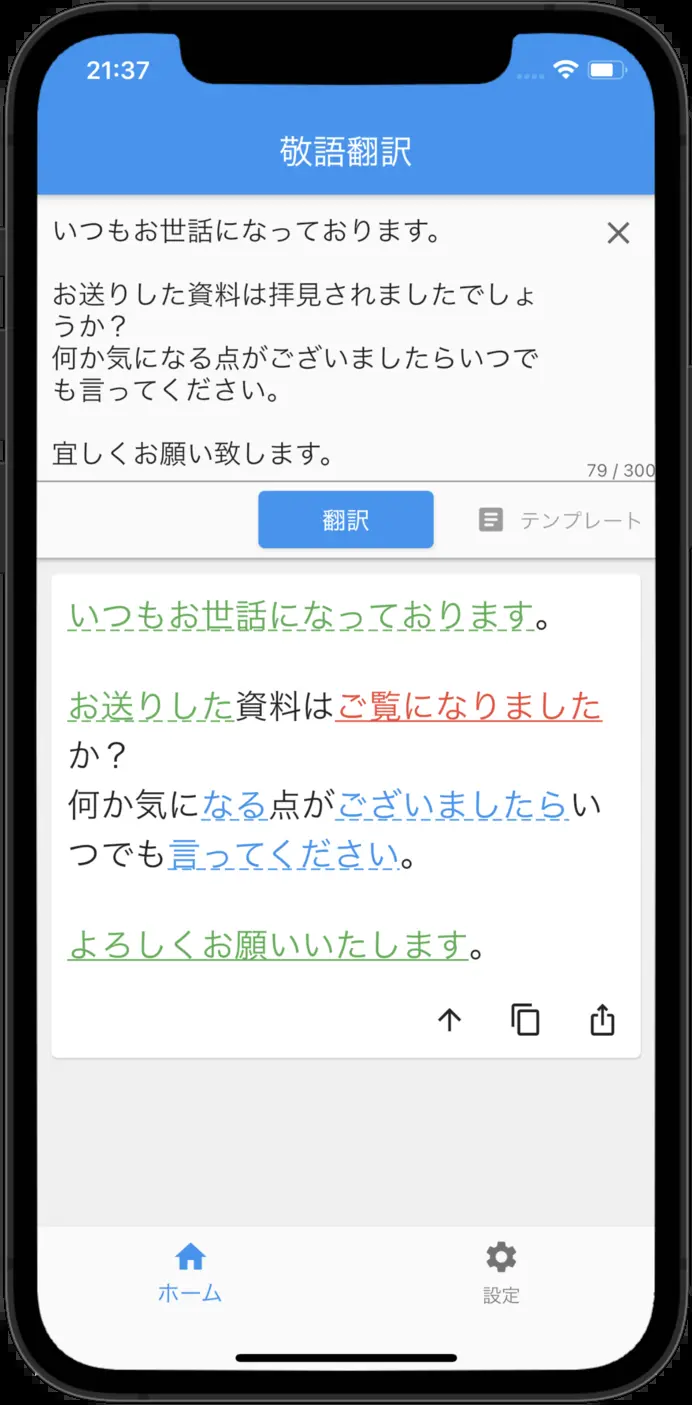 21:37
敬語翻訳
いつもお世話になっております。
お送りした資料は拝見されましたでしょ
うか？
何か気になる点がございましたらいつで
も言ってください。
宜しくお願い致します。
79 / 300
翻訳
テンプレート
いつもお世話になっております。
お送りした資料はご覧になりました
か？
何か気になる点がございましたらい
つでも言ってください。
よろしくお願いいたします。
ホーム
設定